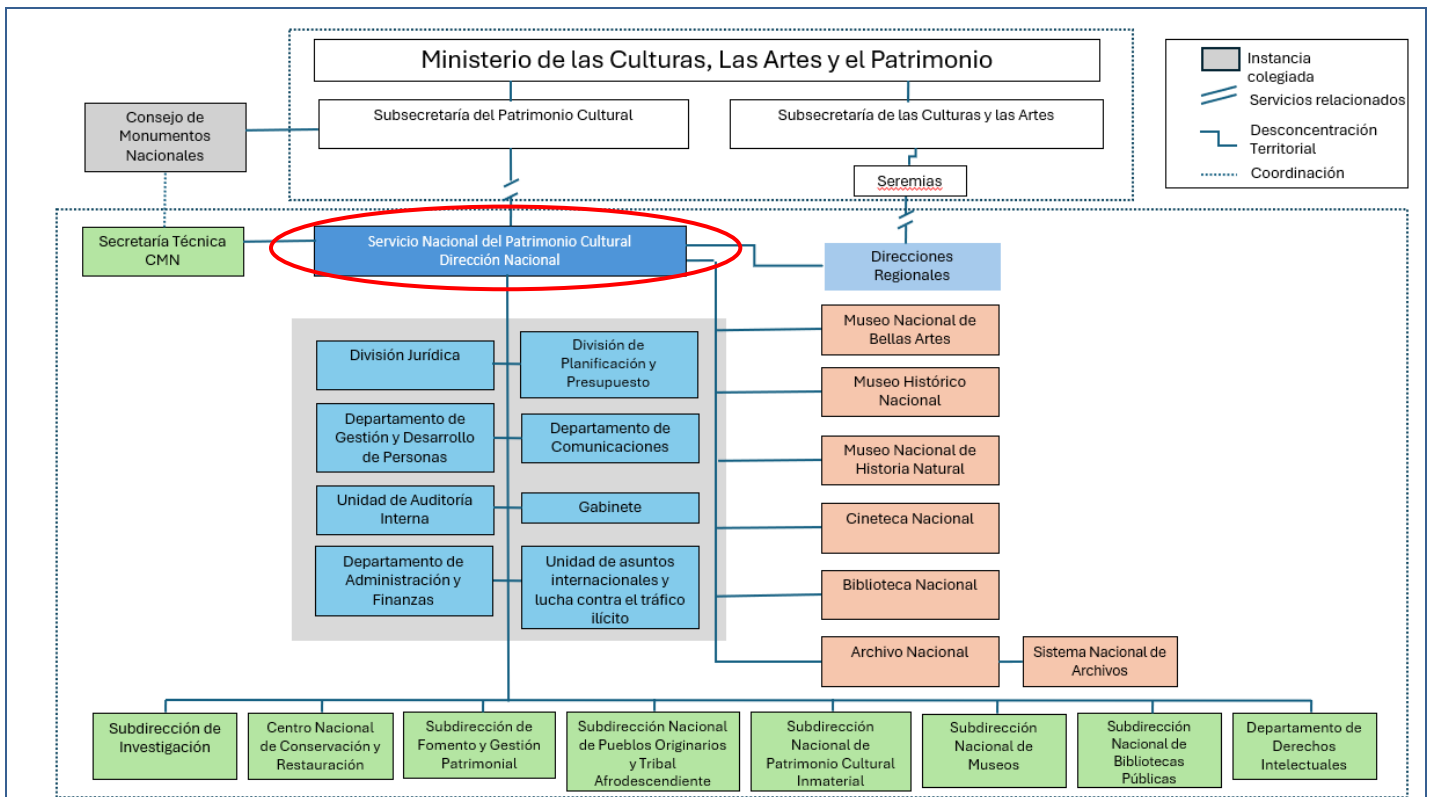 Ministerio de las Culturas, Las Artes y el Patrimonio
Subsecretaría del Patrimonio Cultural
Subsecretaría de las Culturas y las Artes
Seremias
Consejo de
Monumentos
Nacionales
Instancia
colegiada
Servicios relacionados
Desconcentración
Territorial
Coordinación
Secretaría Técnica
CMN
Servicio Nacional del Patrimonio Cultural
Dirección Nacional
Direcciones
Regionales
División Jurídica
División de
Planificación y
Presupuesto
Departamento de
Gestión y Desarrollo
de Personas
Departamento de
Comunicaciones
Unidad de Auditoría
Interna
Gabinete
Departamento de
Administración y
Finanzas
Unidad de asuntos
internacionales y
lucha contra el tráfico
ilícito
Museo Nacional de
Bellas Artes
Museo Histórico
Nacional
Museo Nacional de
Historia Natural
Cineteca Nacional
Biblioteca Nacional
Archivo Nacional
Sistema Nacional de
Archivos
Subdirección de
Investigación
Centro Nacional
de Conservación y
Restauración
Subdirección de
Fomento y Gestión
Patrimonial
Subdirección Nacional
de Pueblos Originarios
y Tribal
Afrodescendiente
Subdirección
Nacional de
Patrimonio Cultural
Inmaterial
Subdirección
Nacional de
Museos
Subdirección
Nacional de
Bibliotecas
Públicas
Departamento de
Derechos
Intelectuales